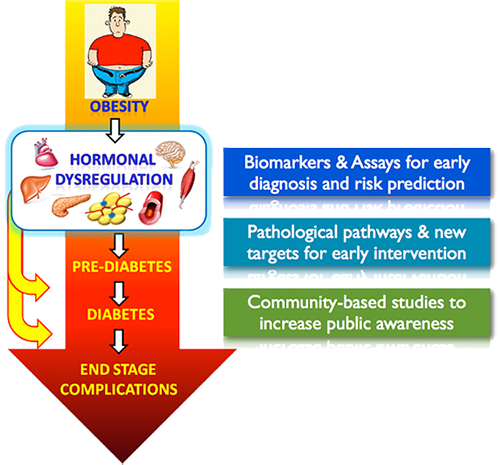 OBESITY
HORMONAL
DYSREGULATION
PRE-DIABETES
DIABETES
END STAGE
COMPLICATIONS
Biomarkers & Assays for early
diagnosis and risk prediction
Pathological pathways & new
targets for early intervention
Community-based studies to
increase public awareness